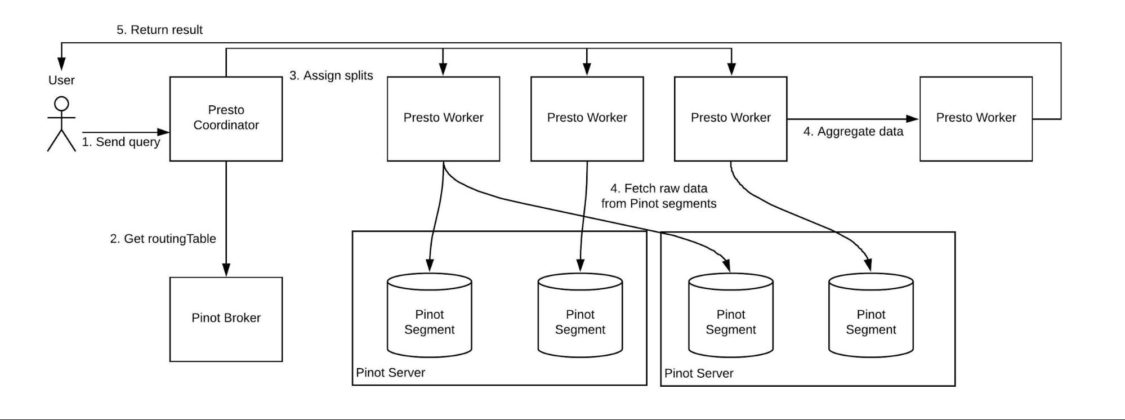 5. Return result
User
3. Assign splits
Presto
Coordinator
Presto Worker
Presto Worker
Presto Worker
Presto Worker
1. Send query
4. Aggregate data
4. Fetch raw data
from Pinot segments
2. Get routingTable
Pinot Broker
Pinot
Segment
Pinot
Segment
Pinot
Segment
Pinot
Segment
Pinot Server
Pinot Server